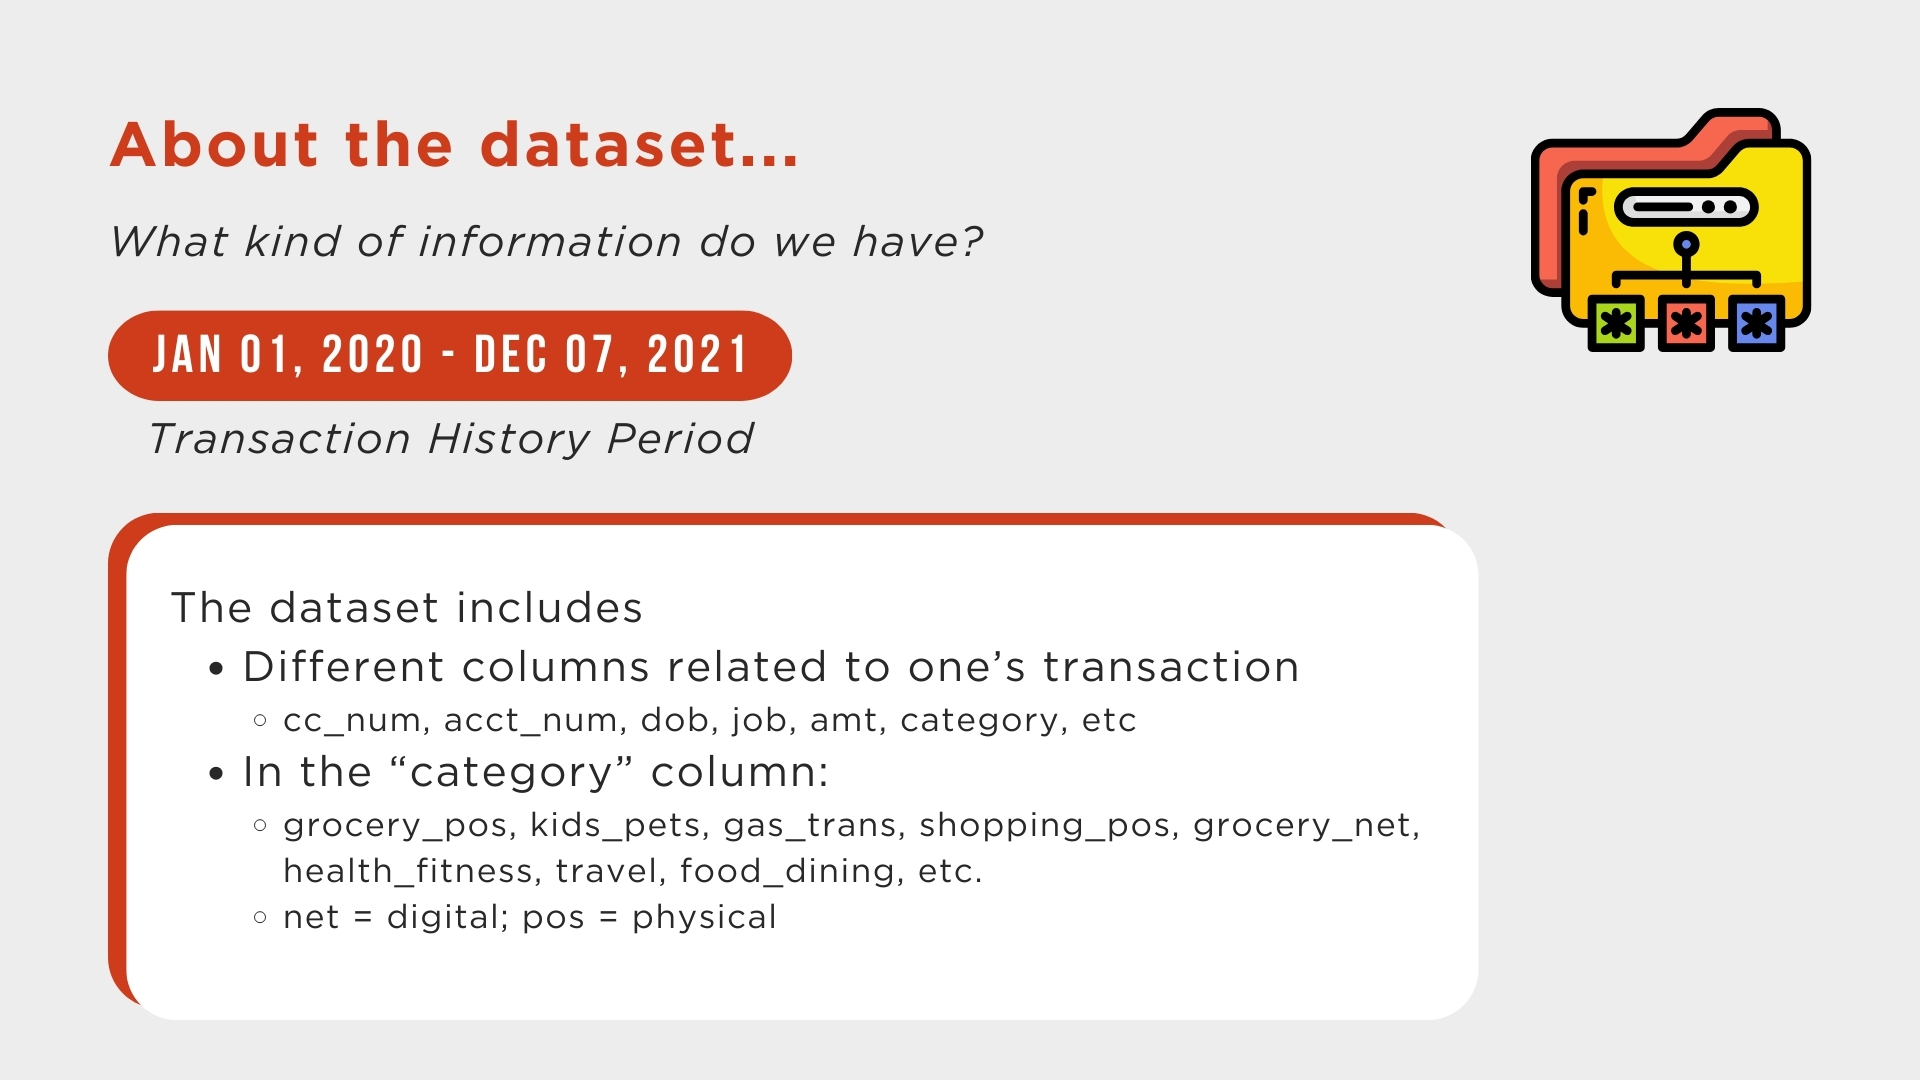 About the dataset...
What kind of information do we have?
JAN 01, 2020 - DEC 07, 2021
Transaction History Period
The dataset includes
• Different columns related to one’s transaction
○ cc_num, acct_num, dob, job, amt, category, etc
• In the “category” column:
○ grocery_pos, kids_pets, gas_trans, shopping_pos, grocery_net,
health_fitness, travel, food_dining, etc.
○ net = digital; pos = physical